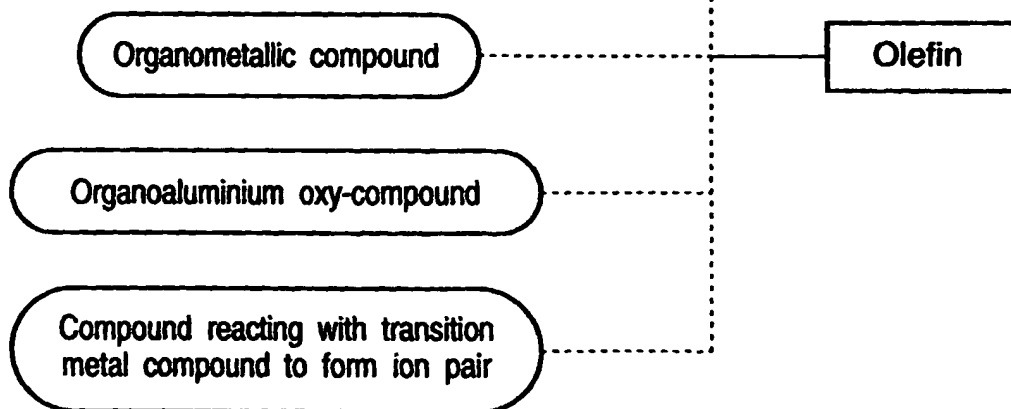 Organometallic compound
Olefin
Organoaluminium oxy-compound
Compound reacting with transition
metal compound to form ion pair